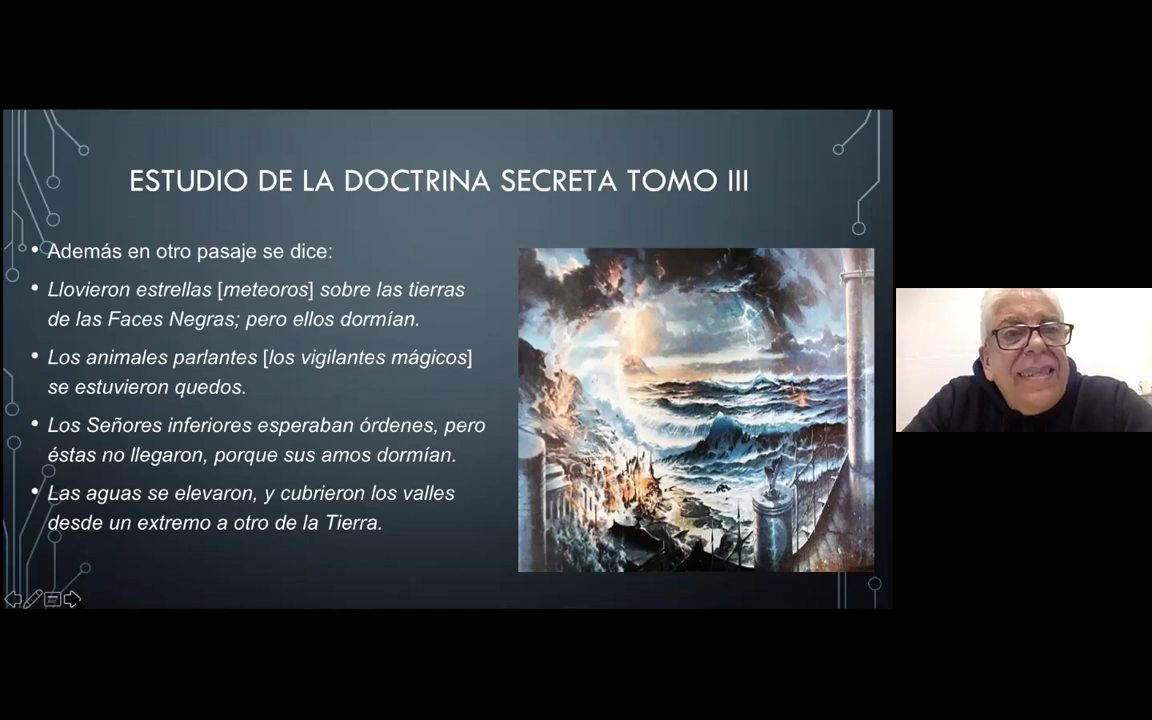 ESTUDIO DE LA DOCTRINA SECRETA TOMO III
• Además en otro pasaje se dice:
• Llovieron estrellas [meteoros] sobre las tierras
de las Faces Negras; pero ellos dormían.
• Los animales parlantes [los vigilantes mágicos]
se estuvieron quedos.
• Los Señores inferiores esperaban órdenes, pero
éstas no llegaron, porque sus amos dormían.
• Las aguas se elevaron, y cubrieron los valles
desde un extremo a otro de la Tierra.